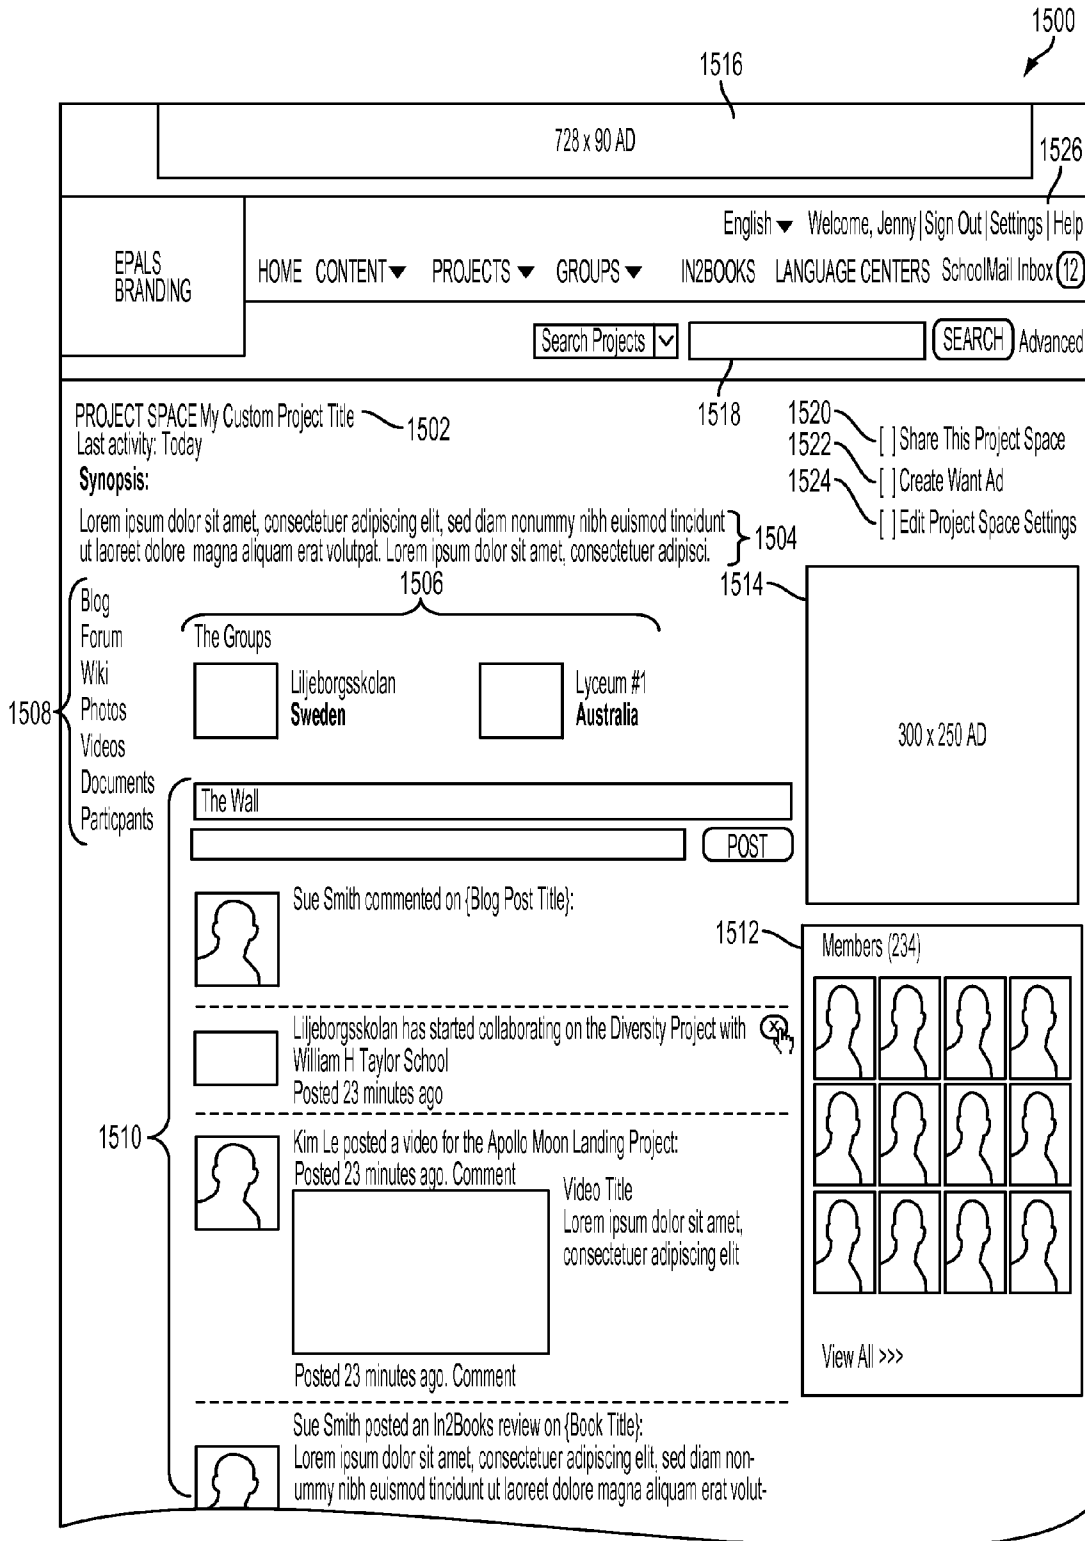 1500
1516
728 x 90 AD
1526
English ▼ Welcome, Jenny | Sign Out | Settings | Help
EPALS
BRANDING
HOME CONTENT▼ PROJECTS ▼ GROUPS ▼ IN2BOOKS LANGUAGE CENTERS SchoolMail Inbox 12
Search Projects SEARCH Advanced
1518
PROJECT SPACE My Custom Project Title
1502
Last activity: Today
Synopsis:
1520
[ ] Share This Project Space
1522
[ ] Create Want Ad
1524
[ ] Edit Project Space Settings
Lorem ipsum dolor sit amet, consectetuer adipiscing elit, sed diam nonummy nibh euismod tincidunt
ut laoreet dolore magna aliquam erat volutpat. Lorem ipsum dolor sit amet, consectetuer adipisci.
1504
1506
1514
1508
Blog
Forum
Wiki
Photos
Videos
Documents
Particpants
The Groups
Liljeborgsskolan
Sweden
Lyceum #1
Australia
300 x 250 AD
The Wall
POST
1510
Sue Smith commented on {Blog Post Title}:
Liljeborgsskolan has started collaborating on the Diversity Project with
William H Taylor School
Posted 23 minutes ago
X
Kim Le posted a video for the Apollo Moon Landing Project:
Posted 23 minutes ago. Comment
Video Title
Lorem ipsum dolor sit amet,
consectetuer adipiscing elit
Posted 23 minutes ago. Comment
Sue Smith posted an In2Books review on {Book Title}:
Lorem ipsum dolor sit amet, consectetuer adipiscing elit, sed diam non-
ummy nibh euismod tincidunt ut laoreet dolore magna aliquam erat volut-
1512
Members (234)
View All >>>